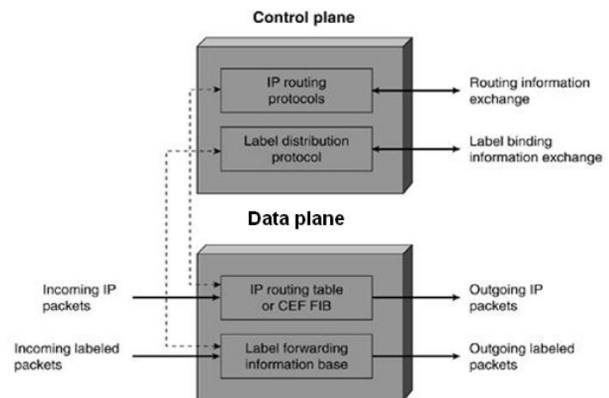 Control plane
IP routing
protocols
Routing information
exchange
Label distribution
protocol
Label binding
information exchange
Data plane
Incoming IP
packets
IP routing table
or CEF FIB
Outgoing IP
packets
Incoming labeled
packets
Label forwarding
information base
Outgoing labeled
packets